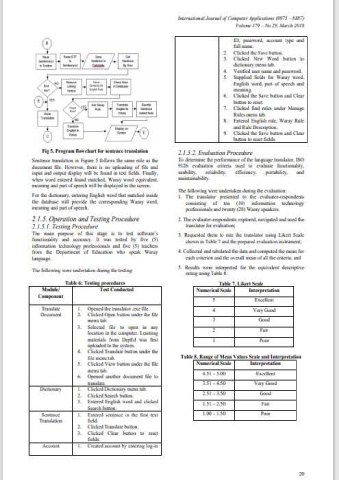 International Journal of Computer Applications (0975 – 8887)
Volume 179 – No.29, March 2018
Fig 5. Program flowchart for sentence translation
Sentence translation in Figure 5 follows the same rule as the
document file. However, there is no uploading of file and
input and output display will be found in text fields. Finally,
when word entered found matched, Waray word equivalent,
meaning and part of speech will be displayed in the screen.
For the dictionary, entering English word that matched inside
the database will provide the corresponding Waray word,
meaning and part of speech.
2.1.5. Operation and Testing Procedure
2.1.5.1. Testing Procedure
The main purpose of this stage is to test software's
functionality and accuracy. It was tested by five (5)
information technology professionals and five (5) teachers
from the Department of Education who speak Waray
language.
The following were undertaken during the testing:
Table 6: Testing procedures
Module/ Component
Test Conducted
Translate Document
1. Opened the translator .exe file.
2. Clicked Open button under the file
menu tab.
3. Selected file to open in any
location in the computer. Learning
materials from DepEd was first
uploaded to the system.
4. Clicked Translate button under the
file menu tab.
5. Clicked View button under the file
menu tab.
6. Opened another document file to
translate.
Dictionary
1. Clicked Dictionary menu tab.
2. Clicked Search button.
3. Entered English word and clicked
Search button.
Sentence Translation
1. Entered sentence in the first text
field.
2. Clicked Translate button.
3. Clicked Clear button to reset
fields.
Account
1. Created account by entering log-in
ID, password, account type and
full name.
2. Clicked the Save button.
3. Clicked New Word button in
dictionary menu tab.
4. Verified user name and password.
5. Supplied fields for Waray word,
English word, part of speech and
meaning.
6. Clicked the Save button and Clear
button to reset.
7. Clicked find rules under Manage
Rules menu tab.
8. Entered English rule, Waray Rule
and Rule Description.
9. Clicked the Save button and Clear
button to reset fields.
2.1.5.2. Evaluation Procedure
To determine the performance of the language translator, ISO
9126 evaluation criteria used to evaluate functionality,
usability, reliability, efficiency, portability, and
maintainability.
The following were undertaken during the evaluation:
1. The translator presented to the evaluator-respondents
consisting of ten (10) information technology
professionals and twenty (20) Waray speakers.
2. The evaluator-respondents explored, navigated and used the
translator for evaluation;
3. Requested them to rate the translator using Likert Scale
shown in Table 7 and the prepared evaluation instrument;
4. Collected and tabulated the data and computed the mean for
each criterion and the overall mean of all the criteria; and
5. Results were interpreted for the equivalent descriptive
rating using Table 8.
Table 7. Likert Scale
Numerical Scale Interpretation
5 Excellent
4 Very Good
3 Good
2 Fair
1 Poor
Table 8. Range of Mean Values Scale and Interpretation
Numerical Scale Interpretation
4.51 – 5.00 Excellent
3.51 – 4.50 Very Good
2.51 – 3.50 Good
1.51 – 2.50 Fair
1.00 – 1.50 Poor
20